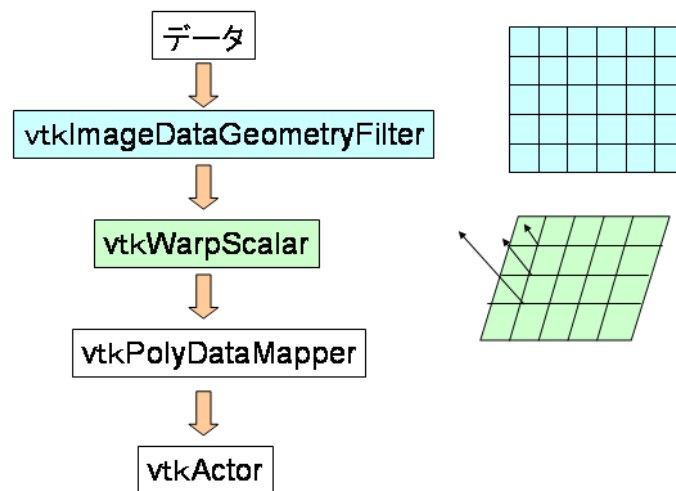 データ
vtkImageDataGeometryFilter
vtkWarpScalar
vtkPolyDataMapper
vtkActor